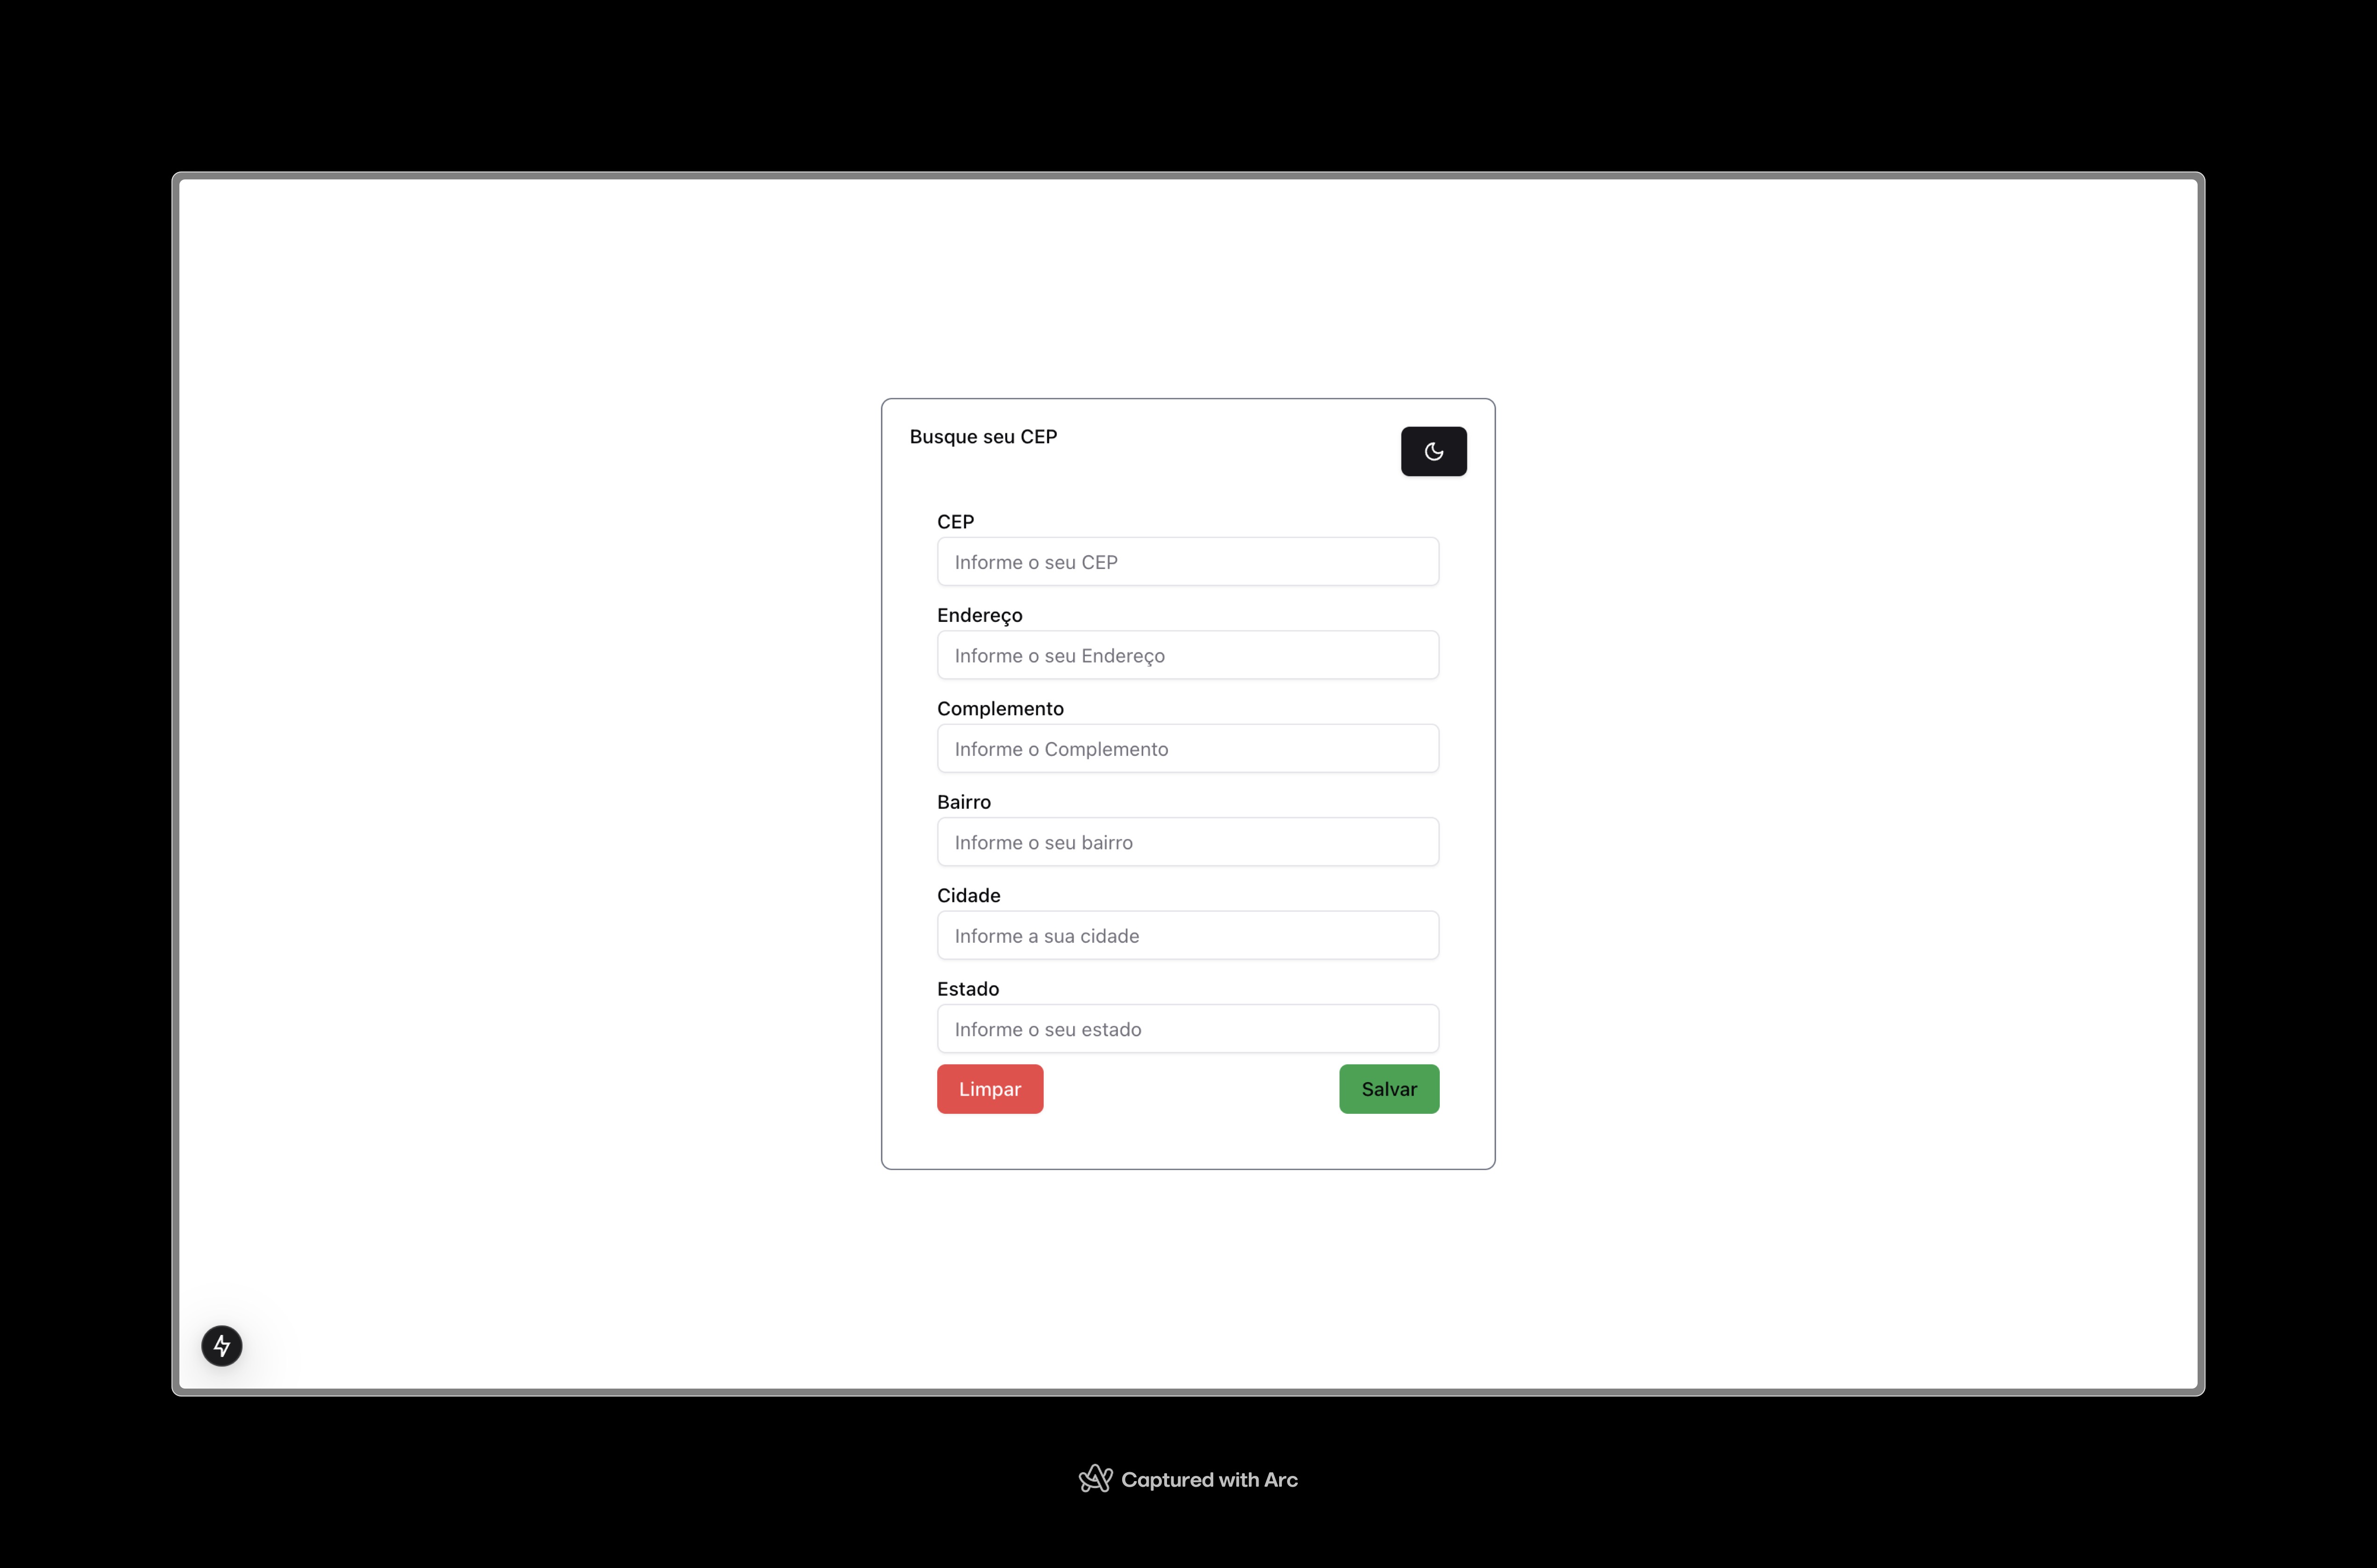 Busque seu CEP
CEP
Informe o seu CEP
Endereço
Informe o seu Endereço
Complemento
Informe o Complemento
Bairro
Informe o seu bairro
Cidade
Informe a sua cidade
Estado
Informe o seu estado
Limpar Salvar
Captured with Arc